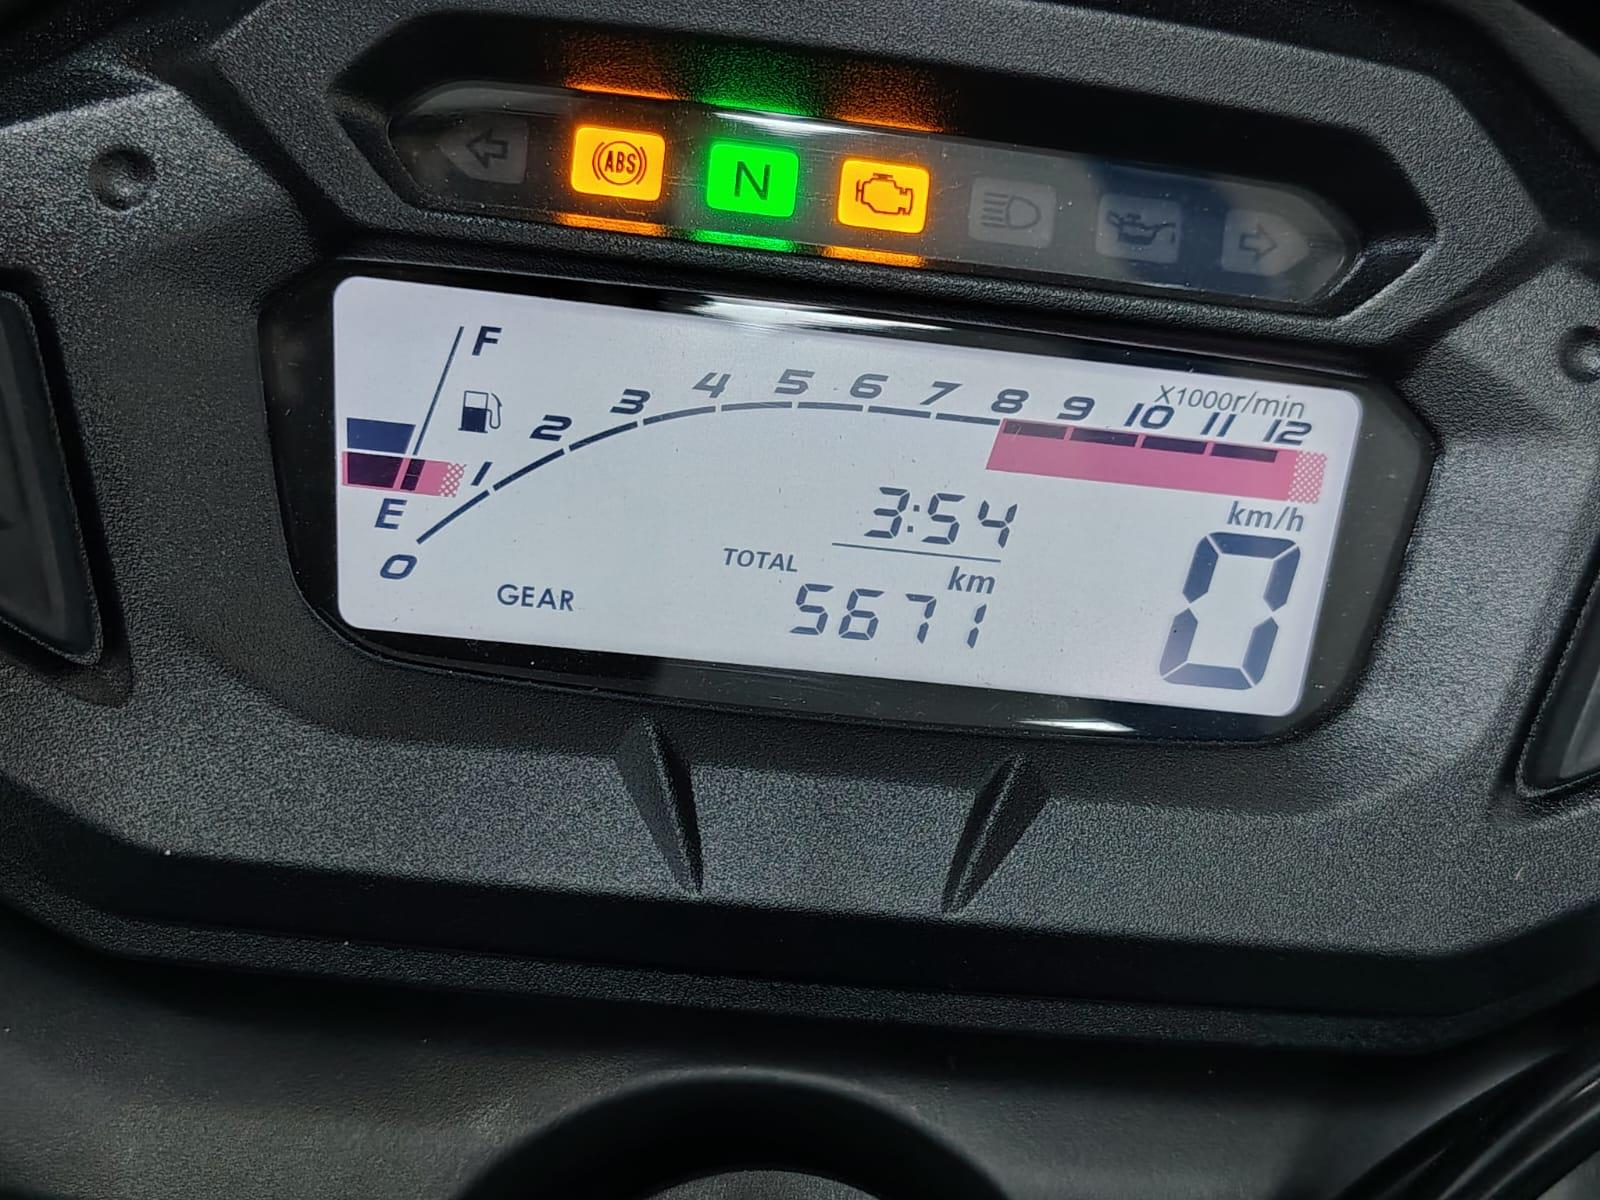 ABS N
F
0 1 2 3 4 5 6 7 8 9 10 11 12
X1000r/min
E
3:54
km/h
TOTAL km
5671
0
GEAR